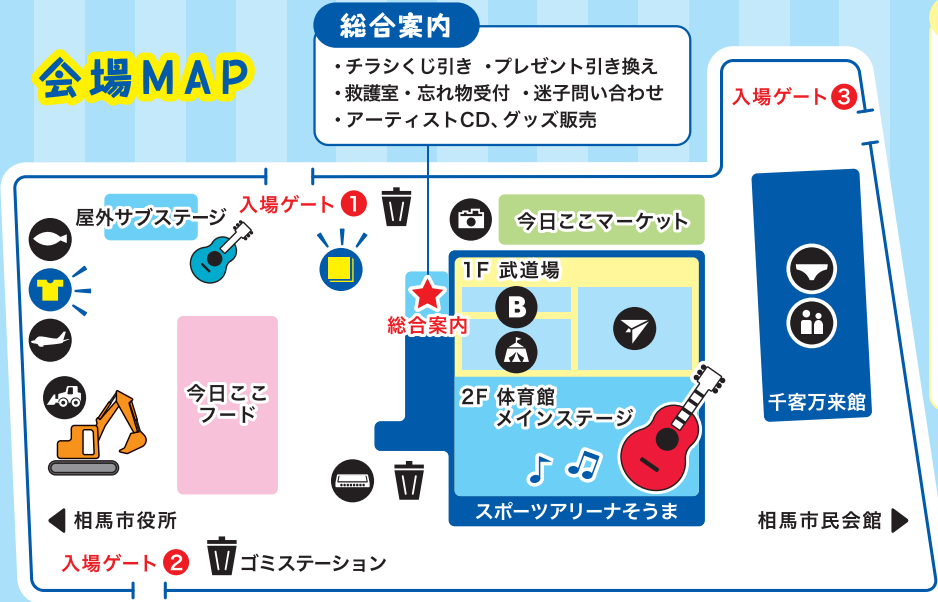 総合案内
・チラシくじ引き ・プレゼント引き換え
・救護室・忘れ物受付 ・迷子問い合わせ
・アーティストCD、グッズ販売
会場MAP
入場ゲート3
屋外サブステージ
入場ゲート1
今日ここマーケット
1F 武道場
B
総合案内
今日ここ
フード
2F 体育館
メインステージ
千客万来館
スポーツアリーナそうま
相馬市役所
相馬市民会館
入場ゲート2
ゴミステーション